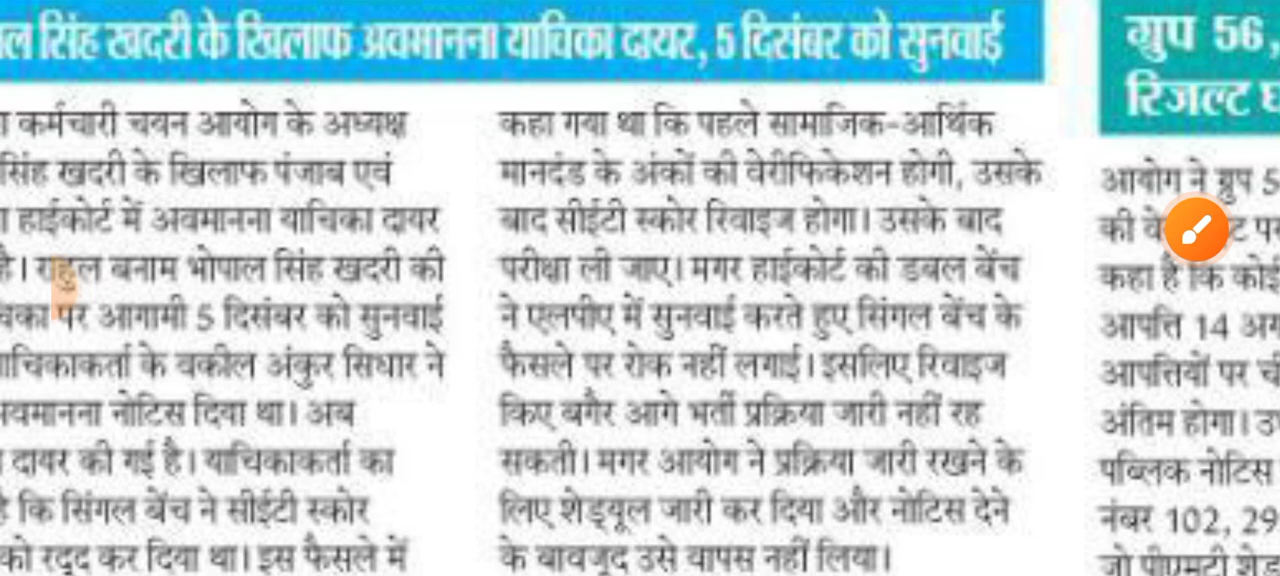 सिंह खदरी के खिलाफ अवमानना याचिका दायर, 5 दिसंबर को सुनवाई
कर्मचारी चयन आयोग के अध्यक्ष
सिंह खदरी के खिलाफ पंजाब एवं
हाईकोर्ट में अवमानना याचिका दायर
है। राहुल बनाम भोपाल सिंह खदरी की
पर आगामी 5 दिसंबर को सुनवाई
के वकील अंकुर सिधार ने
नोटिस दिया था। अब
दायर की गई है। याचिकाकर्ता का
कि सिंगल बेंच ने सीईटी स्कोर
को रद्द कर दिया था। इस फैसले में
कहा गया था कि पहले सामाजिक-आर्थिक
मानदंड के अंकों की वेरीफिकेशन होगी, उसके
बाद सीईटी स्कोर रिवाइज होगा। उसके बाद
परीक्षा ली जाए। मगर हाईकोर्ट की डबल बेंच
ने एलपीए में सुनवाई करते हुए सिंगल बेंच के
फैसले पर रोक नहीं लगाई। इसलिए रिवाइज
किए बगैर आगे भर्ती प्रक्रिया जारी नहीं रह
सकती। मगर आयोग ने प्रक्रिया जारी रखने के
लिए शेड्यूल जारी कर दिया और नोटिस देने
के बावजूद उसे वापस नहीं लिया।
ग्रुप 56,
रिजल्ट
आयोग ने ग्रुप 5
की
कहा है कि कोई
आपत्ति 14
आपत्तियों पर
अंतिम होगा।
पब्लिक नोटिस
नंबर 102, 29
जो पीएमटी